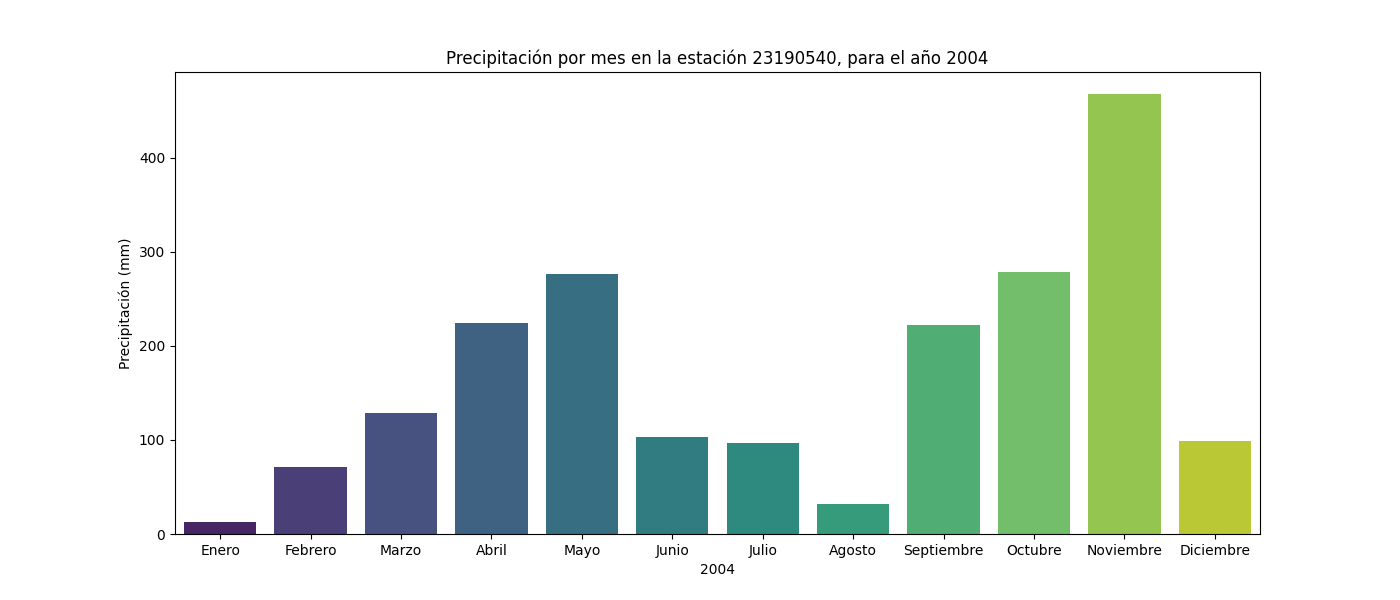 Precipitación por mes en la estación 23190540, para el año 2004
Precipitación (mm)
400
300
200
100
0
Enero Febrero Marzo Abril Mayo Junio Julio Agosto Septiembre Octubre Noviembre Diciembre
2004